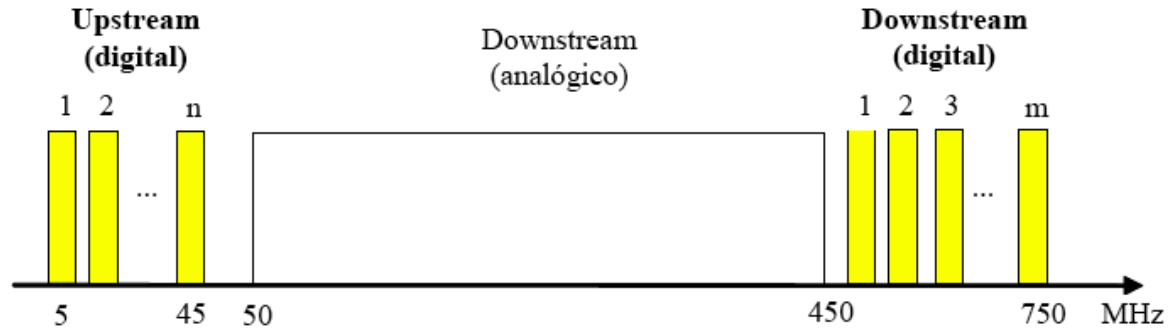 Upstream
(digital)
Downstream
(analógico)
Downstream
(digital)
1 2 n
1 2 3 m
... ...
5 45 50 450 750 MHz